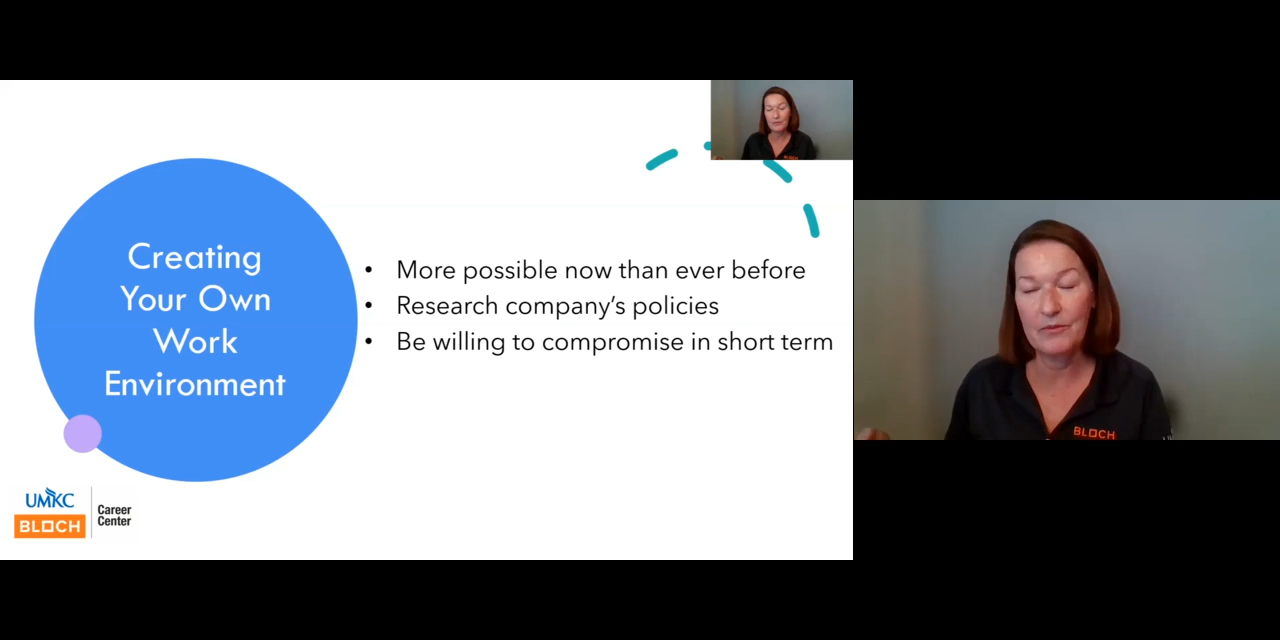 Creating
Your Own
Work
Environment
• More possible now than ever before
• Research company's policies
• Be willing to compromise in short term
UMKC
BLOCH
Career
Center
BLOCH
BLOCH